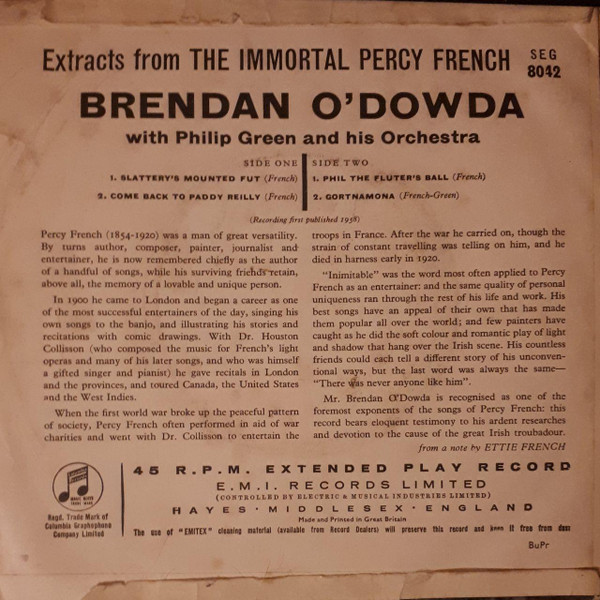 Extracts from THE IMMORTAL PERCY FRENCH
SEG
8042
BRENDAN O'DOWDA
with Philip Green and his Orchestra
SIDE ONE
1. SLATTERY'S MOUNTED FUT (French)
2. COME BACK TO PADDY REILLY (French)
SIDE TWO
1. PHIL THE FLUTER'S BALL (French)
2. GORTNAMONA (French-Green)
(Recording first published 1958)
Percy French (1854-1920) was a man of great versatility.
By turns author, composer, painter, journalist and
entertainer, he is now remembered chiefly as the author
of a handful of songs, while his surviving friends retain,
above all, the memory of a lovable and unique person.
In 1900 he came to London and began a career as one
of the most successful entertainers of the day, singing his
own songs to the banjo, and illustrating his stories and
recitations with comic drawings. With Dr. Houston
Collisson (who composed the music for French's light
operas and many of his later songs, and who was himself
a gifted singer and pianist) he gave recitals in London
and the provinces, and toured Canada, the United States
and the West Indies.
When the first world war broke up the peaceful pattern
of society, Percy French often performed in aid of war
charities and went with Dr. Collisson to entertain the
troops in France. After the war he carried on, though the
strain of constant travelling was telling on him, and he
died in harness early in 1920.
"Inimitable" was the word most often applied to Percy
French as an entertainer: and the same quality of personal
uniqueness ran through the rest of his life and work. His
best songs have an appeal of their own that has made
them popular all over the world; and few painters have
caught as he did the soft colour and romantic play of light
and shadow that hang over the Irish scene. His countless
friends could each tell a different story of his unconven-
tional ways, but the last word was always the same—
"There was never anyone like him".
Mr. Brendan O'Dowda is recognised as one of the
foremost exponents of the songs of Percy French: this
record bears eloquent testimony to his ardent researches
and devotion to the cause of the great Irish troubadour.
from a note by ETTIE FRENCH
Regd. Trade Mark of
Columbia Graphophone
Company Limited
45 R.P.M. EXTENDED PLAY RECORD
E.M.I. RECORDS LIMITED
(CONTROLLED BY ELECTRIC & MUSICAL INDUSTRIES LIMITED)
HAYES · MIDDLESEX · ENGLAND
Made and Printed in Great Britain
The use of "EMITEX" cleaning material (available from Record Dealers) will preserve this record and keep it free from dust
BuPr